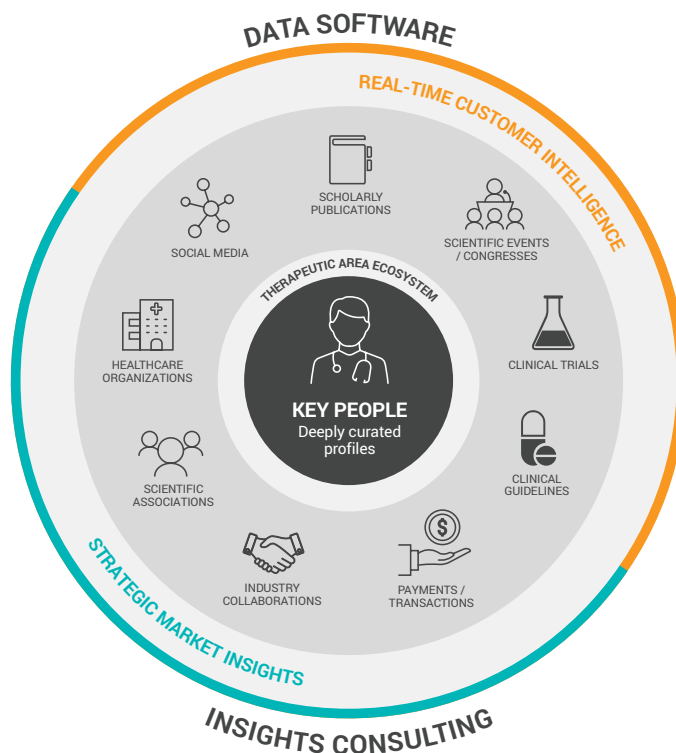 DATA SOFTWARE
REAL-TIME CUSTOMER INTELLIGENCE
SCHOLARLY
PUBLICATIONS
SCIENTIFIC EVENTS
/ CONGRESSES
SOCIAL MEDIA
THERAPEUTIC AREA ECOSYSTEM
CLINICAL TRIALS
HEALTHCARE
ORGANIZATIONS
KEY PEOPLE
Deeply curated
profiles
CLINICAL
GUIDELINES
SCIENTIFIC
ASSOCIATIONS
$
INDUSTRY
COLLABORATIONS
PAYMENTS /
TRANSACTIONS
STRATEGIC MARKET INSIGHTS
INSIGHTS CONSULTING